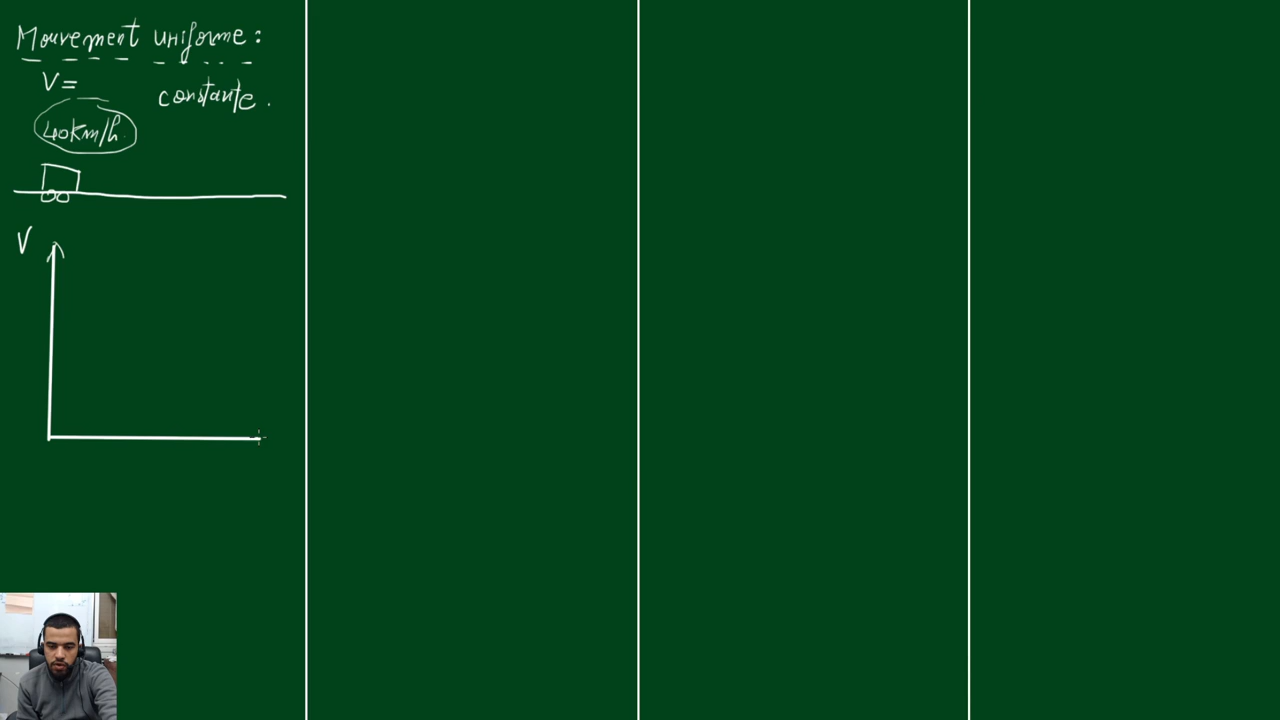 Mouvement uniforme :
V =
constante.
40km/h
V